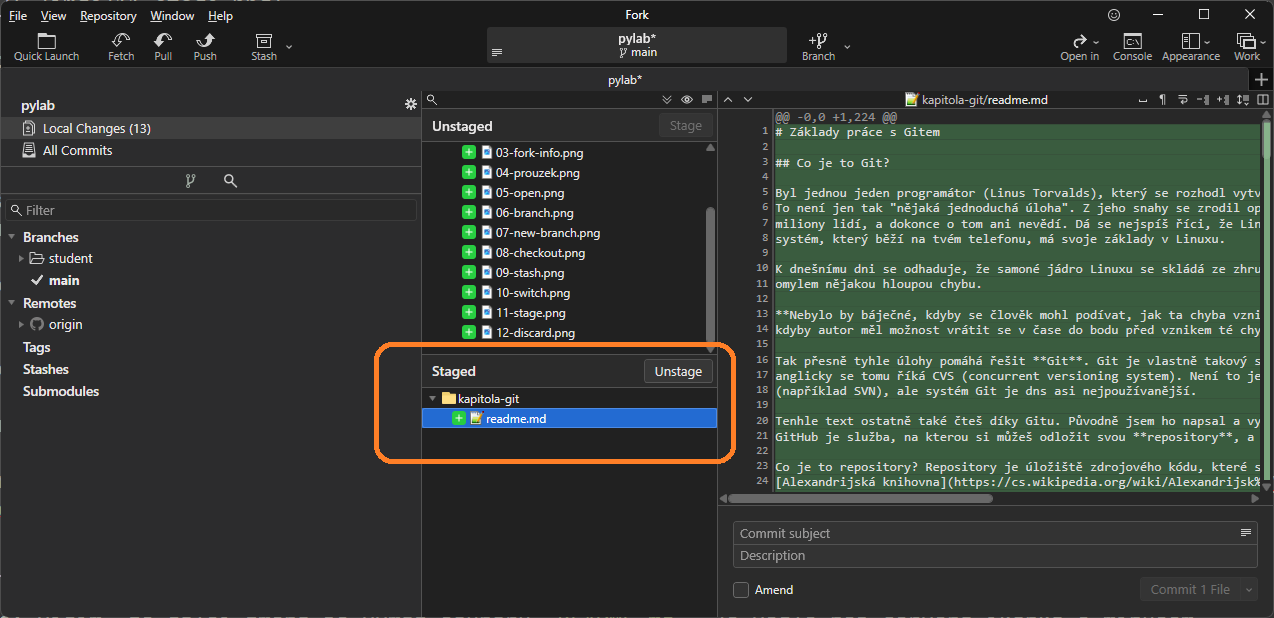 File View Repository Window Help
Fork
Quick Launch
Fetch
Pull
Push
Stash
pylab*
main
Branch
Open in
Console
Appearance
Work
pylab*
pylab
Local Changes (13)
All Commits
Filter
Branches
student
main
Remotes
origin
Tags
Stashes
Submodules
Unstaged
Stage
03-fork-info.png
04-prouzek.png
05-open.png
06-branch.png
07-new-branch.png
08-checkout.png
09-stash.png
10-switch.png
11-stage.png
12-discard.png
Staged
Unstage
kapitola-git
readme.md
kapitola-git/readme.md
@@ -0,0 +1,224 @@
1 # Základy práce s Gitem
2
3 ## Co je to Git?
4
5 Byl jednou jeden programátor (Linus Torvalds), který se rozhodl vytv
6 To není jen tak "nějaká jednoduchá úloha". Z jeho snahy se zrodil op
7 miliony lidí, a dokonce o tom ani nevědí. Dá se nejspíš říci, že Lin
8 systém, který běží na tvém telefonu, má svoje základy v Linuxu.
9
10 K dnešnímu dni se odhaduje, že samoné jádro Linuxu se skládá ze zhru
11 omylem nějakou hloupou chybu.
12
13 **Nebylo by báječné, kdyby se člověk mohl podívat, jak ta chyba vzni
14 kdyby autor měl možnost vrátit se v čase do bodu před vznikem té chy
15
16 Tak přesně tyhle úlohy pomáhá řešit **Git**. Git je vlastně takový s
17 anglicky se tomu říká CVS (concurrent versioning system). Není to je
18 (například SVN), ale systém Git je dns asi nejpoužívanější.
19
20 Tenhle text ostatně také čteš díky Gitu. Původně jsem ho napsal a vy
21 GitHub je služba, na kterou si můžeš odložit svou **repository**, a
22
23 Co je to repository? Repository je úložiště zdrojového kódu, které s
24 [Alexandrijská knihovna](https://cs.wikipedia.org/wiki/Alexandrijsk%
Commit subject
Description
Amend
Commit 1 File